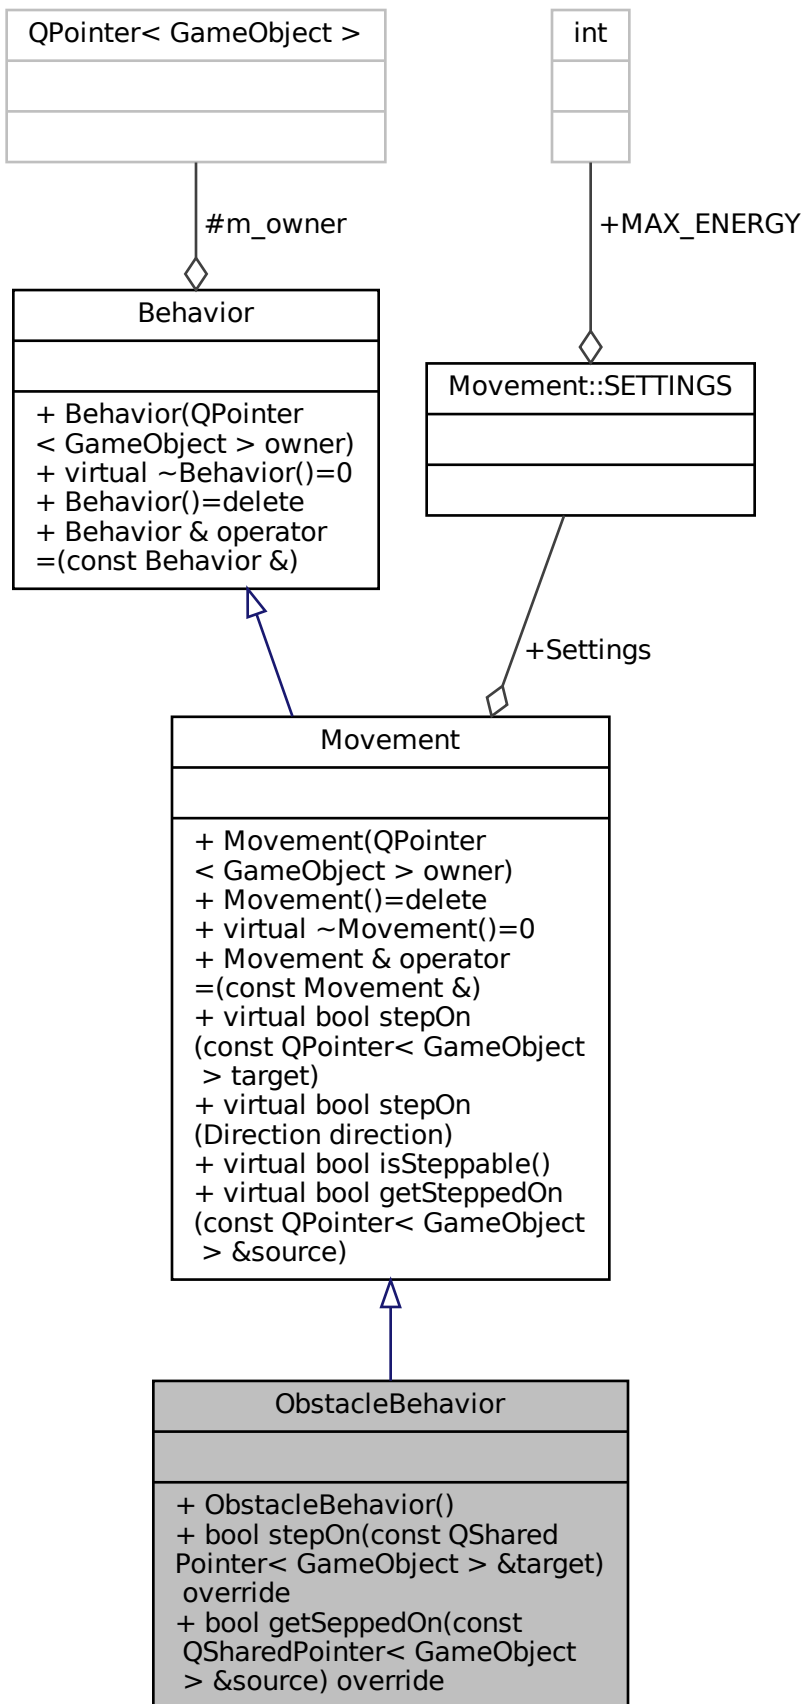 QPointer< GameObject >
int
#m_owner
+MAX_ENERGY
Behavior
+ Behavior(QPointer
< GameObject > owner)
+ virtual ~Behavior()=0
+ Behavior()=delete
+ Behavior & operator
=(const Behavior &)
Movement::SETTINGS
+Settings
Movement
+ Movement(QPointer
< GameObject > owner)
+ Movement()=delete
+ virtual ~Movement()=0
+ Movement & operator
=(const Movement &)
+ virtual bool stepOn
(const QPointer< GameObject
 > target)
+ virtual bool stepOn
(Direction direction)
+ virtual bool isSteppable()
+ virtual bool getSteppedOn
(const QPointer< GameObject
 > &source)
ObstacleBehavior
+ ObstacleBehavior()
+ bool stepOn(const QShared
Pointer< GameObject > &target)
 override
+ bool getSeppedOn(const
 QSharedPointer< GameObject
 > &source) override